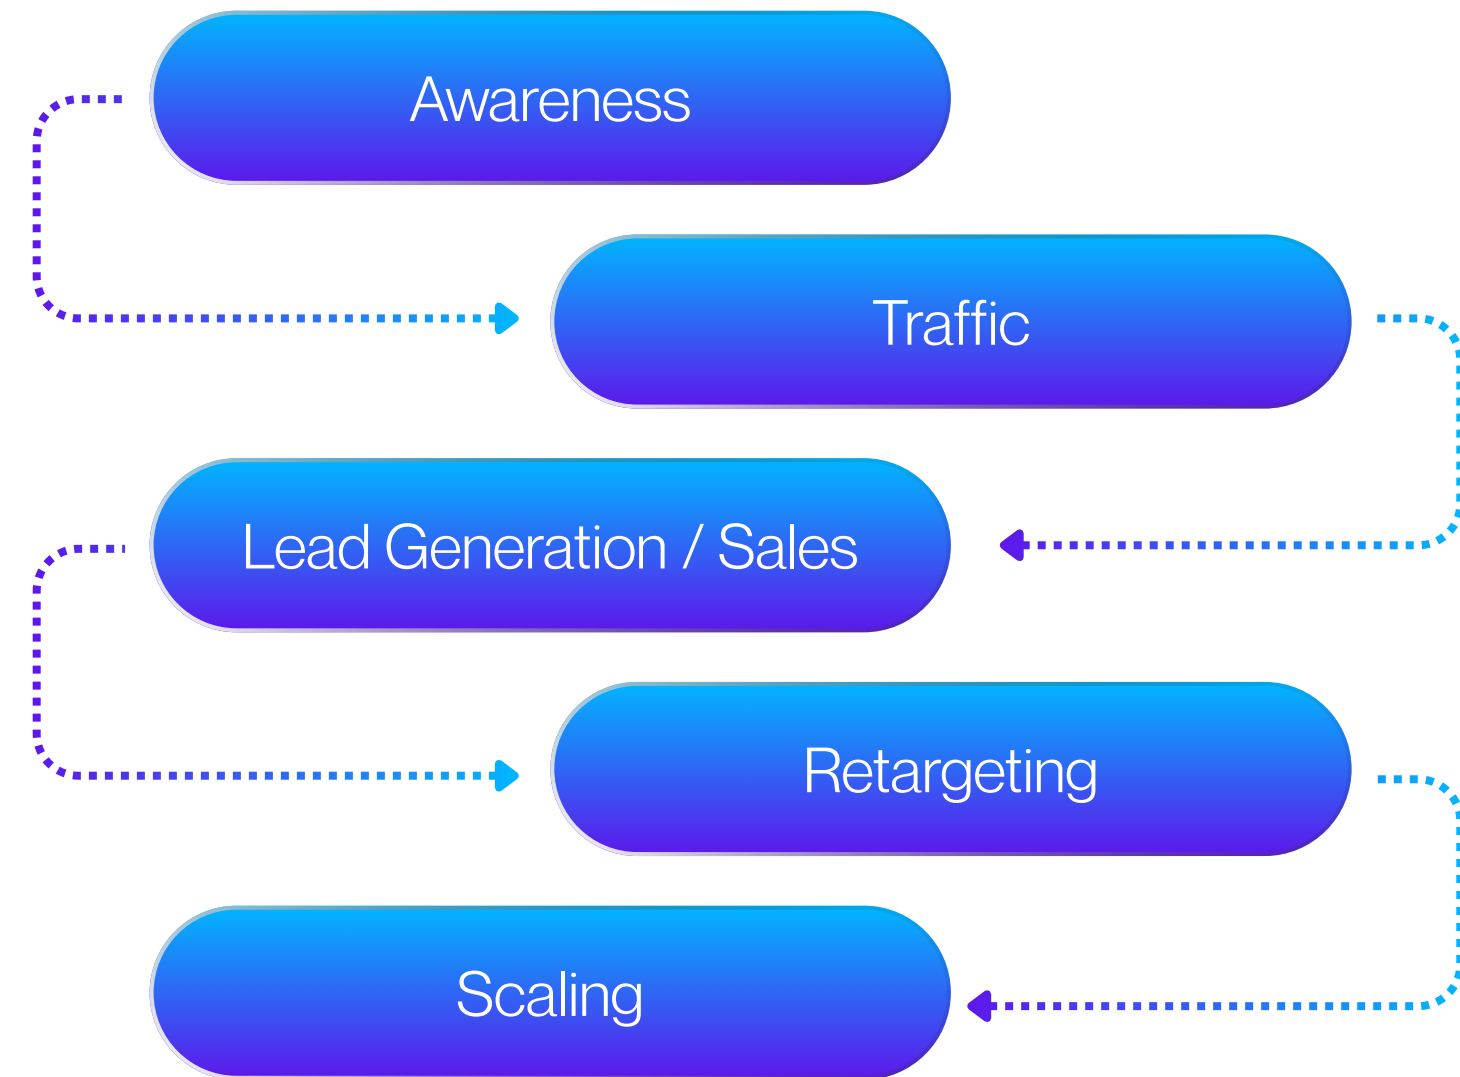 Awareness
Traffic
Lead Generation / Sales
Retargeting
Scaling